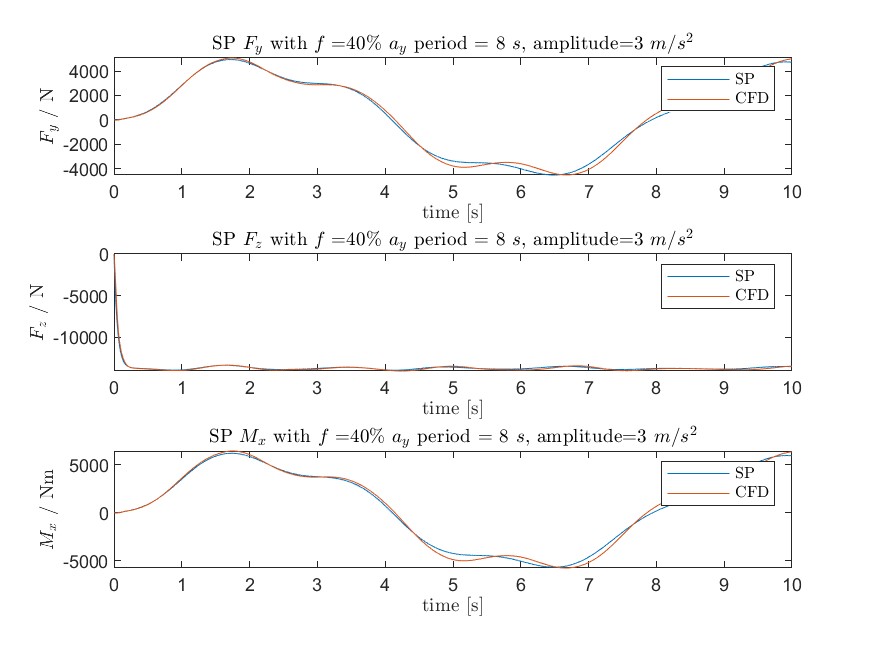 SP F_y with f =40% a_y period = 8 s, amplitude=3 m/s^2
4000
2000
0
-2000
-4000
F_y / N
SP
CFD
0 1 2 3 4 5 6 7 8 9 10
time [s]
SP F_z with f =40% a_y period = 8 s, amplitude=3 m/s^2
0
-5000
-10000
F_z / N
SP
CFD
0 1 2 3 4 5 6 7 8 9 10
time [s]
SP M_x with f =40% a_y period = 8 s, amplitude=3 m/s^2
5000
0
-5000
M_x / Nm
SP
CFD
0 1 2 3 4 5 6 7 8 9 10
time [s]